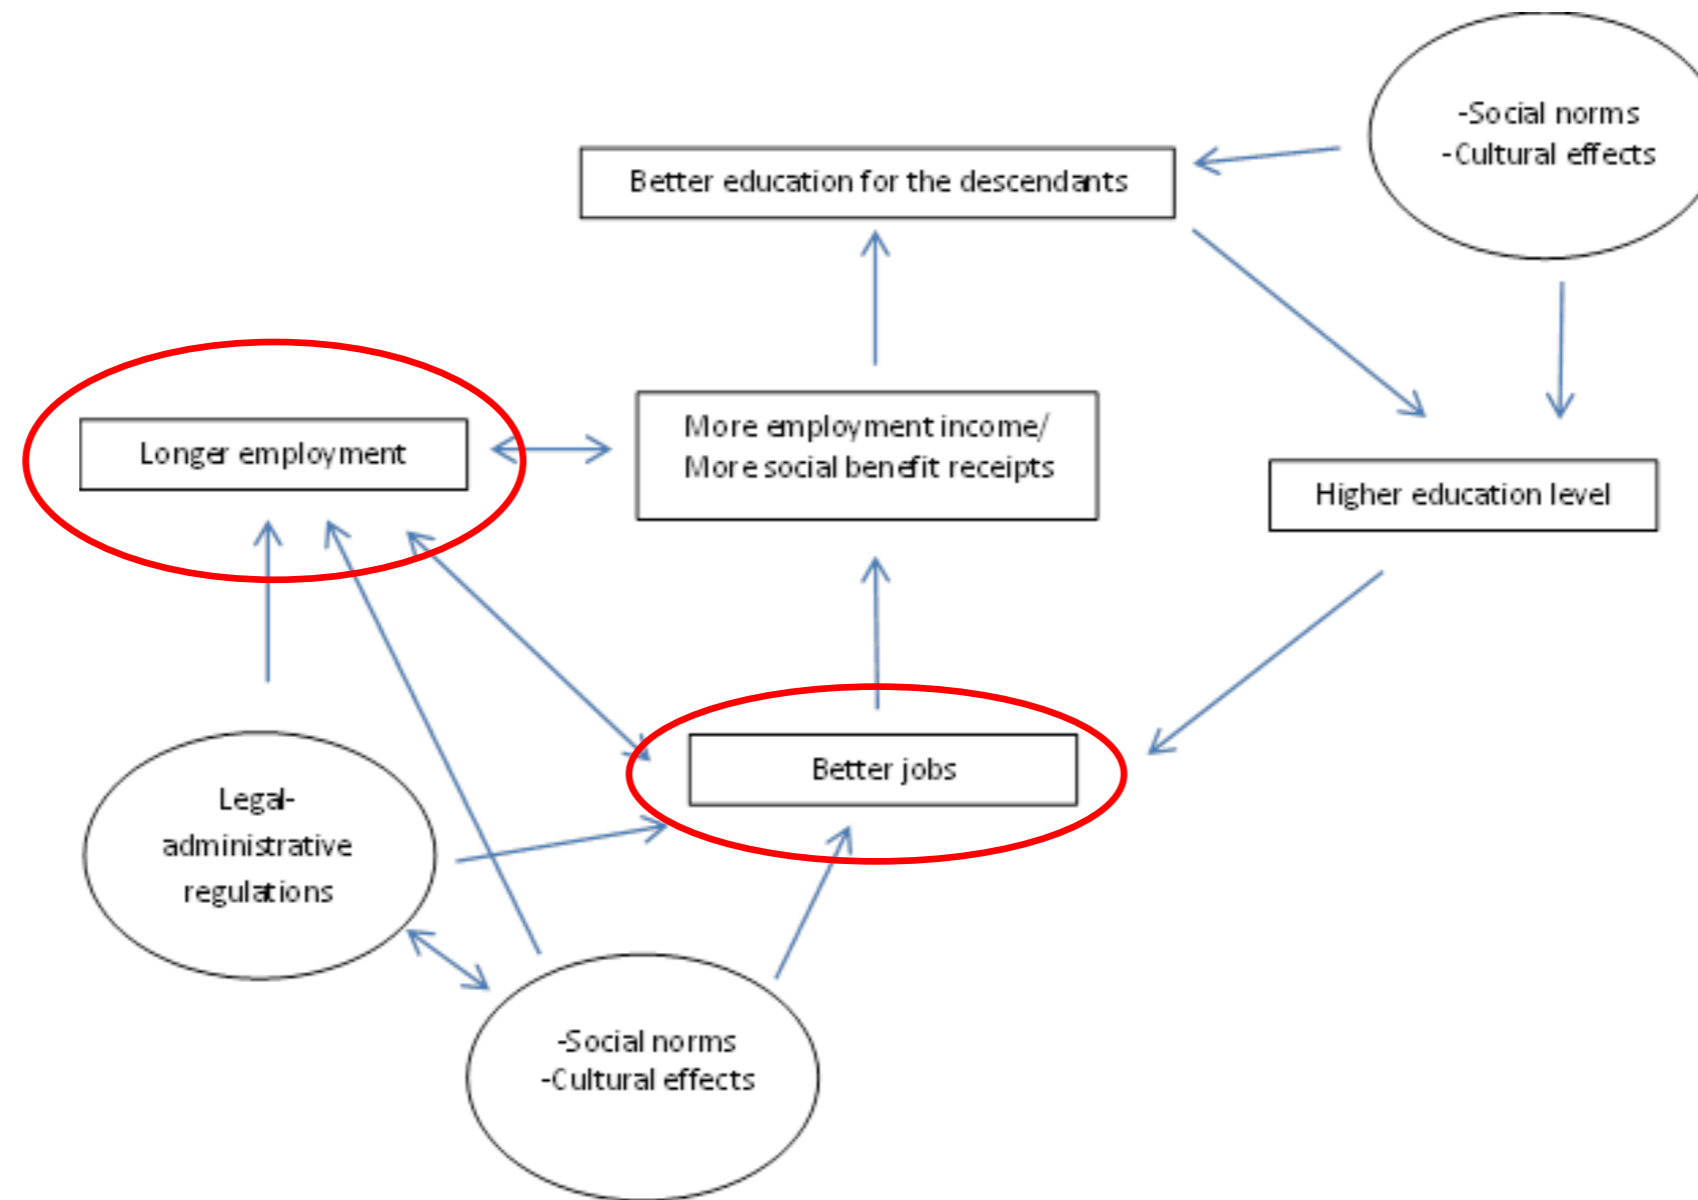 -Social norms
-Cultural effects
Better education for the descendants
More employment income/
More social benefit receipts
Longer employment
Higher education level
Better jobs
Legal-
administrative
regulations
-Social norms
-Cultural effects